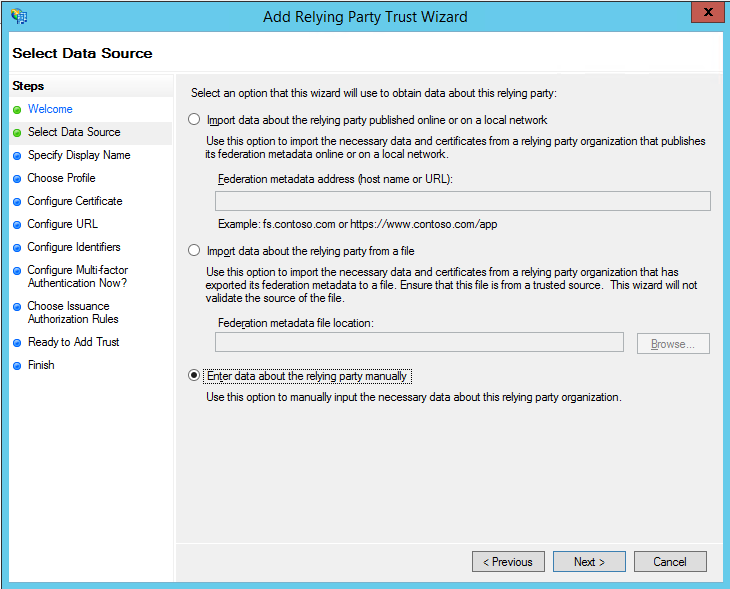 Add Relying Party Trust Wizard
x
Select Data Source
Steps
Welcome
Select Data Source
Specify Display Name
Choose Profile
Configure Certificate
Configure URL
Configure Identifiers
Configure Multi-factor
Authentication Now?
Choose Issuance
Authorization Rules
Ready to Add Trust
Finish
Select an option that this wizard will use to obtain data about this relying party:
Import data about the relying party published online or on a local network
Use this option to import the necessary data and certificates from a relying party organization that publishes
its federation metadata online or on a local network.
Federation metadata address (host name or URL):
Example: fs.contoso.com or https://www.contoso.com/app
Import data about the relying party from a file
Use this option to import the necessary data and certificates from a relying party organization that has
exported its federation metadata to a file. Ensure that this file is from a trusted source.  This wizard will not
validate the source of the file.
Federation metadata file location:
Browse...
Enter data about the relying party manually
Use this option to manually input the necessary data about this relying party organization.
< Previous
Next >
Cancel